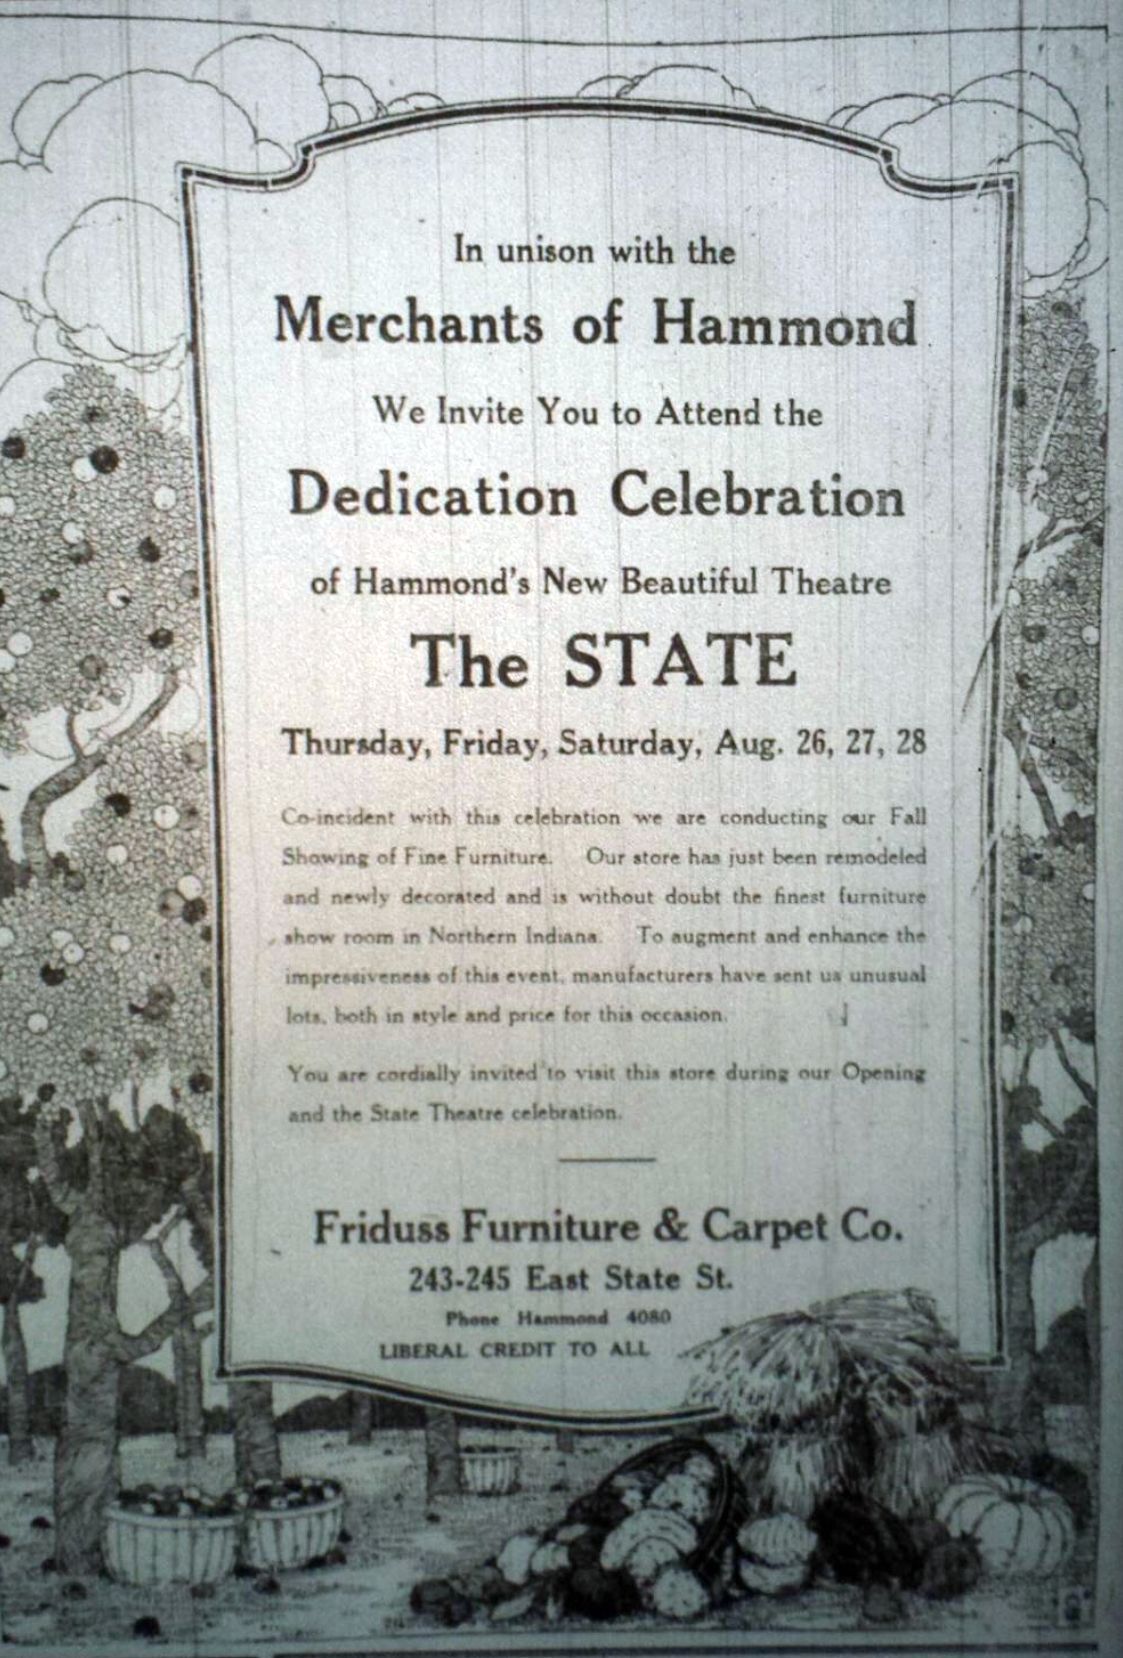 In unison with the
Merchants of Hammond
We Invite You to Attend the
Dedication Celebration
of Hammond's New Beautiful Theatre
The STATE
Thursday, Friday, Saturday, Aug. 26, 27, 28
Co-incident with this celebration we are conducting our Fall
Showing of Fine Furniture. Our store has just been remodeled
and newly decorated and is without doubt the finest furniture
show room in Northern Indiana. To augment and enhance the
impressiveness of this event, manufacturers have sent us unusual
lots, both in style and price for this occasion.
You are cordially invited to visit this store during our Opening
and the State Theatre celebration.
Friduss Furniture & Carpet Co.
243-245 East State St.
Phone Hammond 4080
LIBERAL CREDIT TO ALL